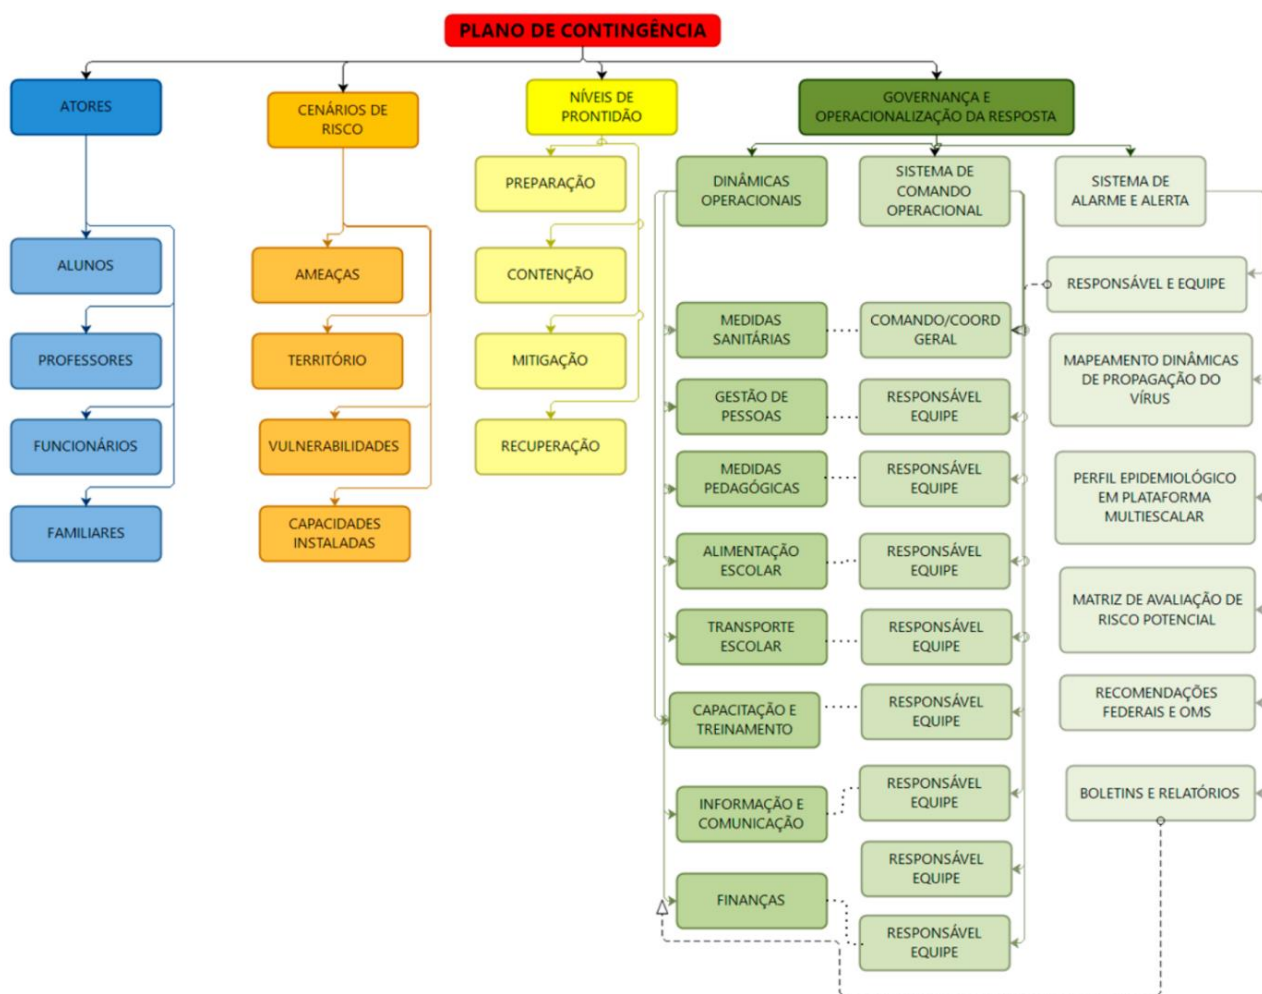 PLANO DE CONTINGÊNCIA
ATORES
ALUNOS
PROFESSORES
FUNCIONÁRIOS
FAMILIARES
CENÁRIOS DE
RISCO
AMEAÇAS
TERRITÓRIO
VULNERABILIDADES
CAPACIDADES
INSTALADAS
NÍVEIS DE
PRONTIDÃO
PREPARAÇÃO
CONTENÇÃO
MITIGAÇÃO
RECUPERAÇÃO
GOVERNANÇA E
OPERACIONALIZAÇÃO DA RESPOSTA
DINÂMICAS
OPERACIONAIS
MEDIDAS
SANITÁRIAS
GESTÃO DE
PESSOAS
MEDIDAS
PEDAGÓGICAS
ALIMENTAÇÃO
ESCOLAR
TRANSPORTE
ESCOLAR
CAPACITAÇÃO E
TREINAMENTO
INFORMAÇÃO E
COMUNICAÇÃO
FINANÇAS
SISTEMA DE
COMANDO
OPERACIONAL
COMANDO/COORD
GERAL
RESPONSÁVEL
EQUIPE
RESPONSÁVEL
EQUIPE
RESPONSÁVEL
EQUIPE
RESPONSÁVEL
EQUIPE
RESPONSÁVEL
EQUIPE
RESPONSÁVEL
EQUIPE
RESPONSÁVEL
EQUIPE
RESPONSÁVEL
EQUIPE
SISTEMA DE
ALARME E ALERTA
RESPONSÁVEL E EQUIPE
MAPEAMENTO DINÂMICAS
DE PROPAGAÇÃO DO
VÍRUS
PERFIL EPIDEMIOLÓGICO
EM PLATAFORMA
MULTIESCALAR
MATRIZ DE AVALIAÇÃO DE
RISCO POTENCIAL
RECOMENDAÇÕES
FEDERAIS E OMS
BOLETINS E RELATÓRIOS